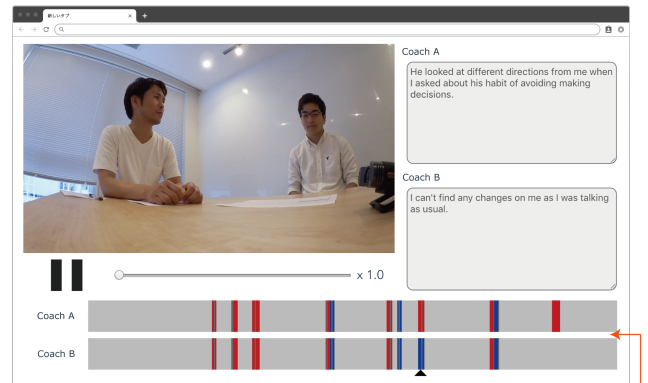 新しいタブ
Coach A
He looked at different directions from me when
I asked about his habit of avoiding making
decisions.
Coach B
I can't find any changes on me as I was talking
as usual.
x 1.0
Coach A
Coach B